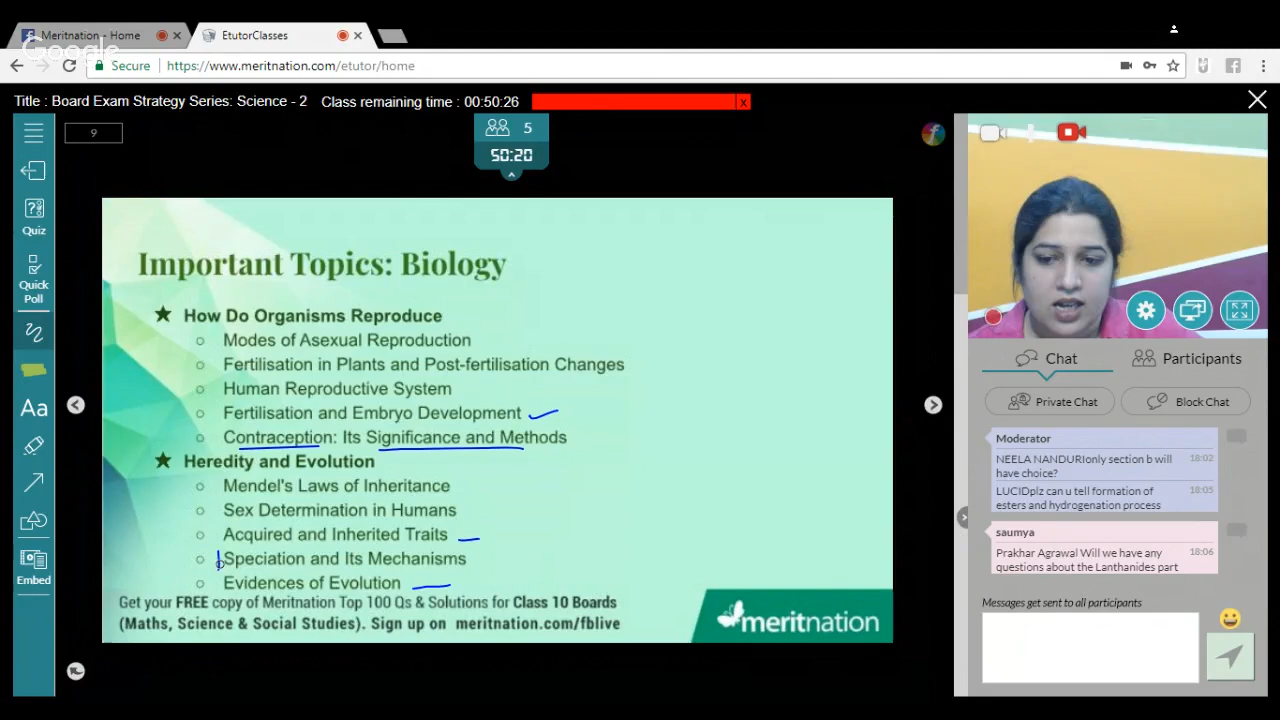 Meritnation - Home
EtutorClasses
Google
Secure
https://www.meritnation.com/etutor/home
Title : Board Exam Strategy Series: Science - 2 Class remaining time : 00:50:26
x
9
5
50:20
Quiz
Quick
Poll
Aa
Embed
Important Topics: Biology
How Do Organisms Reproduce
Modes of Asexual Reproduction
Fertilisation in Plants and Post-fertilisation Changes
Human Reproductive System
Fertilisation and Embryo Development
Contraception: Its Significance and Methods
Heredity and Evolution
Mendel's Laws of Inheritance
Sex Determination in Humans
Acquired and Inherited Traits
Speciation and Its Mechanisms
Evidences of Evolution
Get your FREE copy of Meritnation Top 100 Qs & Solutions for Class 10 Boards
(Maths, Science & Social Studies). Sign up on meritnation.com/fblive
meritnation
Chat
Participants
Private Chat
Block Chat
Moderator
NEELA NANDURIonly section b will 18:02
have choice?
LUCIDplz can u tell formation of 18:05
esters and hydrogenation process
saumya
Prakhar Agrawal Will we have any 18:06
questions about the Lanthanides part
Messages get sent to all participants